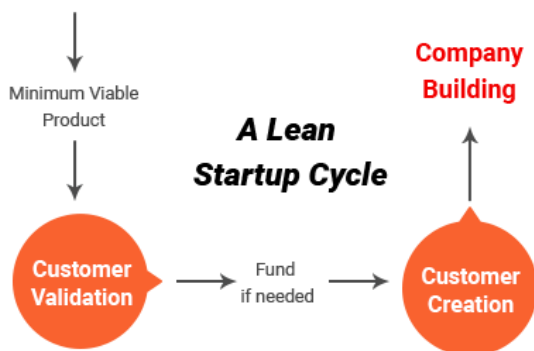 Minimum Viable
Product
A Lean
Startup Cycle
Company
Building
Customer
Validation
Fund
if needed
Customer
Creation